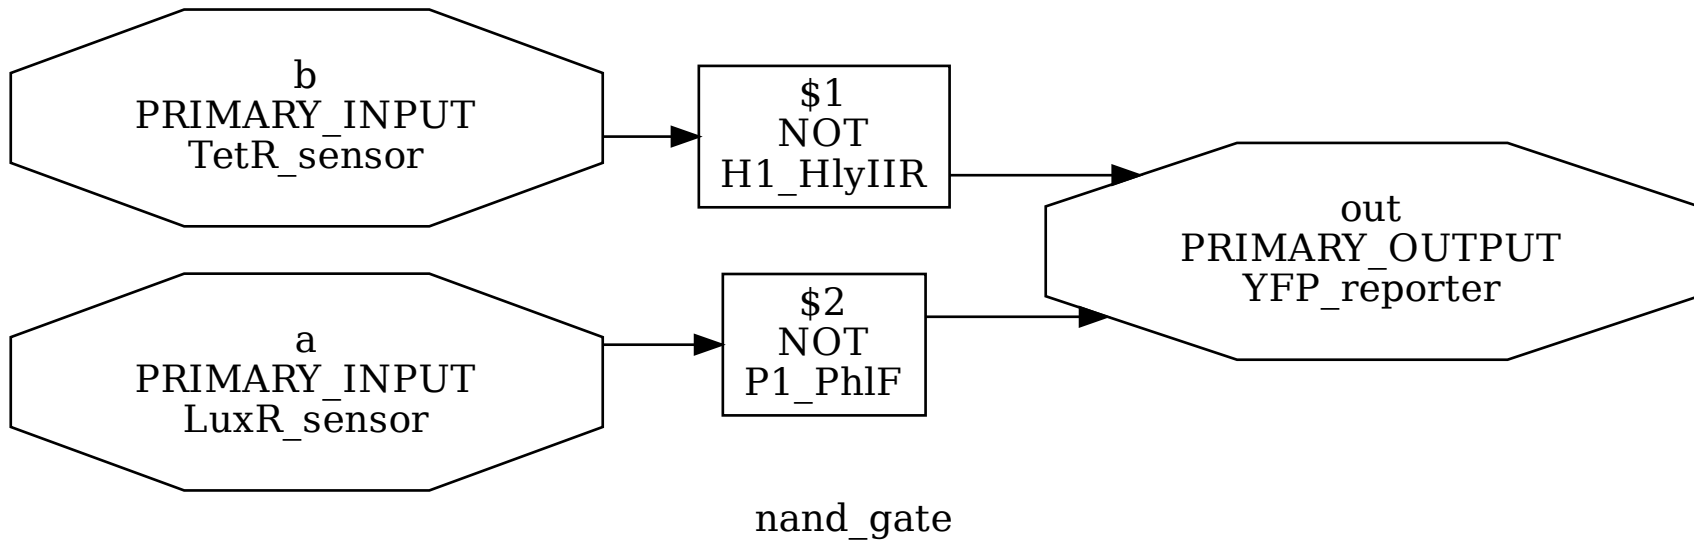 b
PRIMARY_INPUT
TetR_sensor
$1
NOT
H1_HlyIIR
a
PRIMARY_INPUT
LuxR_sensor
$2
NOT
P1_PhlF
out
PRIMARY_OUTPUT
YFP_reporter
nand_gate